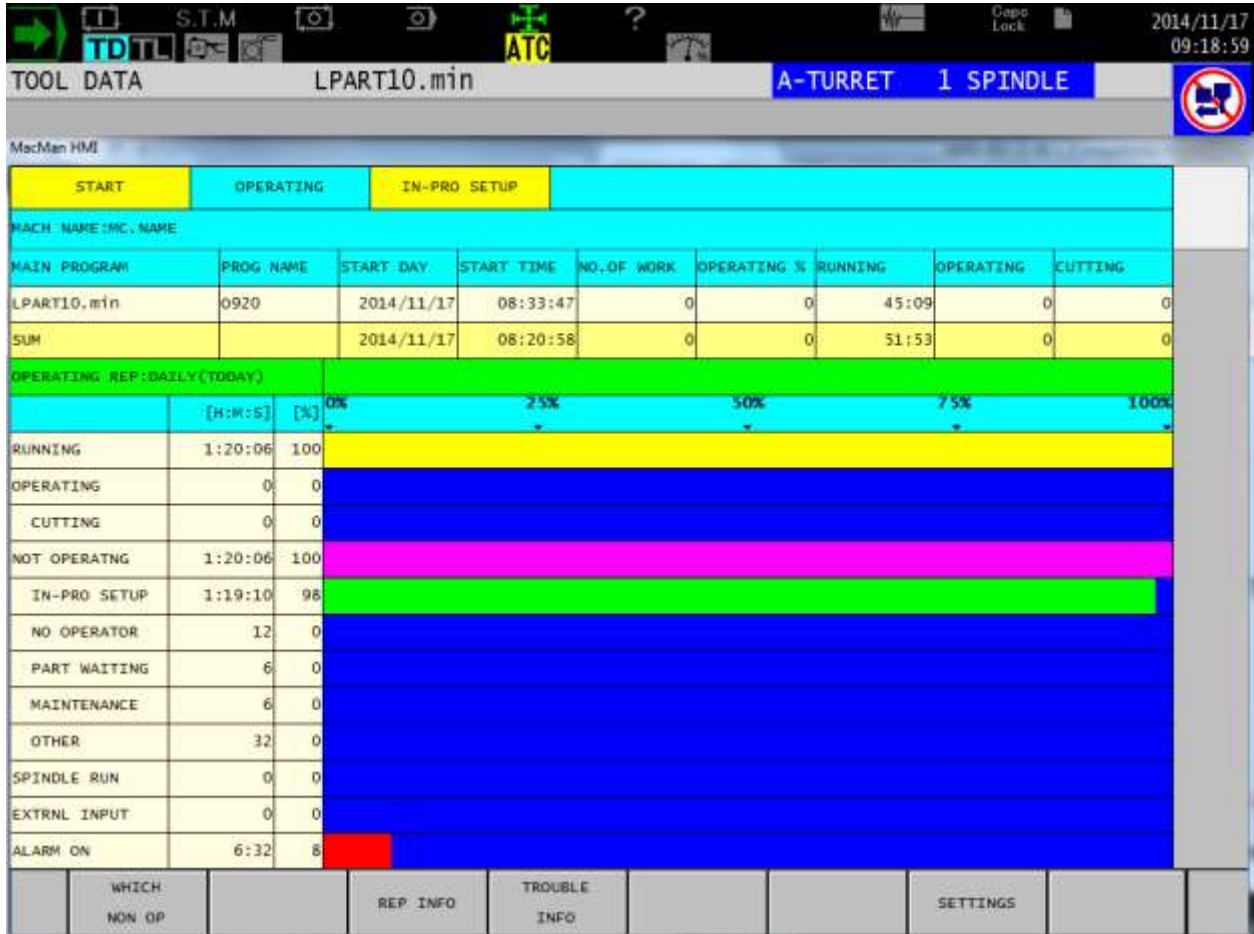 S.T.M ? Caps Lock 2014/11/17
TD TL ATC 09:18:59
TOOL DATA LPART10.min A-TURRET 1 SPINDLE
MacMan HMI
START OPERATING IN-PRO SETUP
MACH NAME:MC.NAME
MAIN PROGRAM PROG NAME START DAY START TIME NO.OF WORK OPERATING % RUNNING OPERATING CUTTING
LPART10.min O920 2014/11/17 08:33:47 0 0 45:09 0 0
SUM 2014/11/17 08:20:58 0 0 51:53 0 0
OPERATING REP:DAILY(TODAY)
[H:M:S] [%] 0% 25% 50% 75% 100%
RUNNING 1:20:06 100
OPERATING 0 0
CUTTING 0 0
NOT OPERATNG 1:20:06 100
IN-PRO SETUP 1:19:10 98
NO OPERATOR 12 0
PART WAITING 6 0
MAINTENANCE 6 0
OTHER 32 0
SPINDLE RUN 0 0
EXTRNL INPUT 0 0
ALARM ON 6:32 8
WHICH NON OP REP INFO TROUBLE INFO SETTINGS